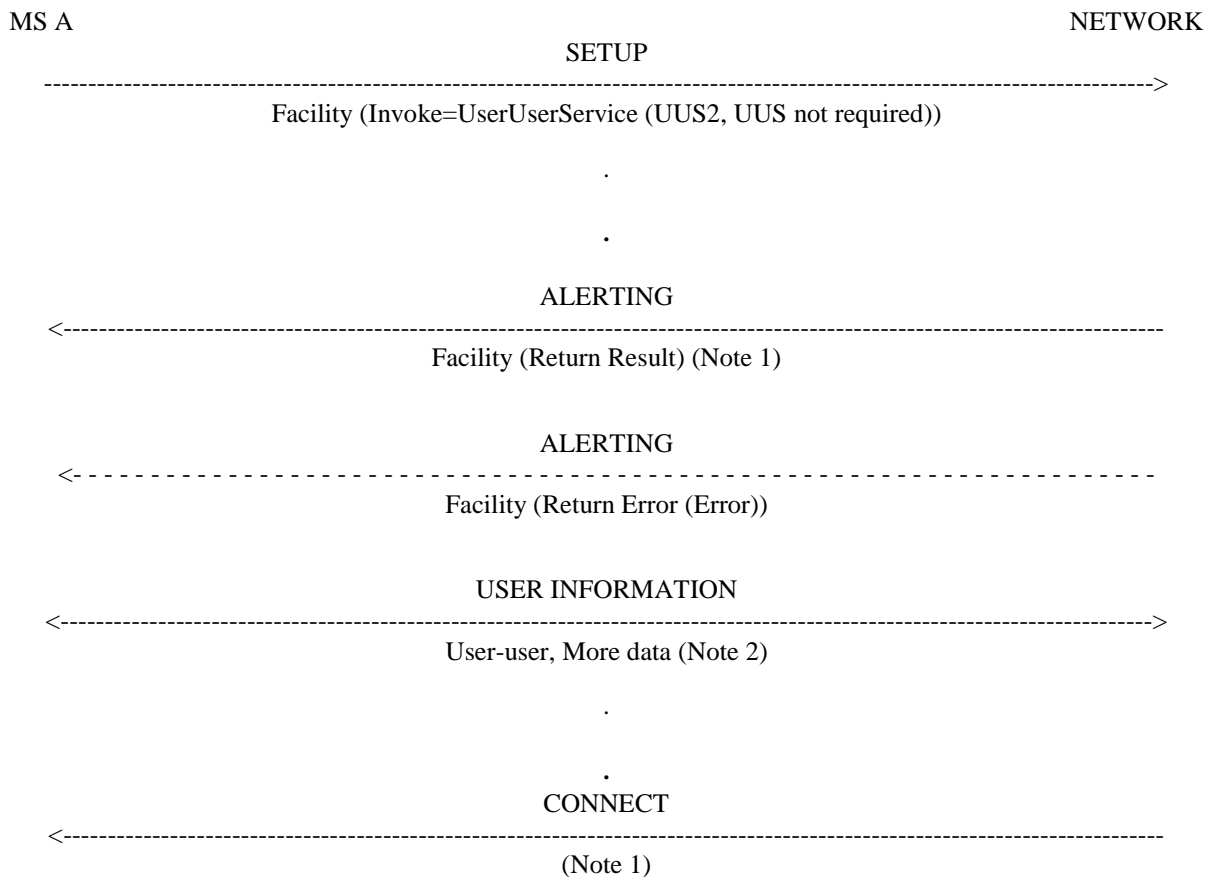 MS A NETWORK
SETUP
------------------------------------------------------------------------------------------------------------------------------>
Facility (Invoke=UserUserService (UUS2, UUS not required))
.
.
ALERTING
<-----------------------------------------------------------------------------------------------------------------------------
Facility (Return Result) (Note 1)
ALERTING
<- - - - - - - - - - - - - - - - - - - - - - - - - - - - - - - - - - - - - - - - - - - - - - - - - - - - - - - - - - - -
Facility (Return Error (Error))
USER INFORMATION
<---------------------------------------------------------------------------------------------------------------------------->
User-user, More data (Note 2)
.
.
CONNECT
<-----------------------------------------------------------------------------------------------------------------------------
(Note 1)